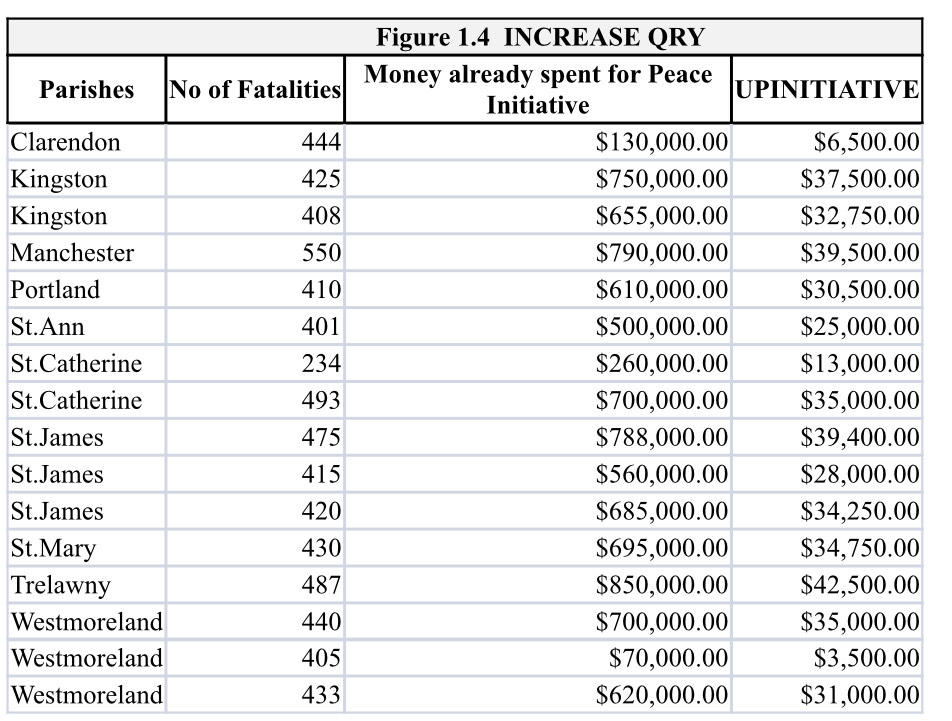 Figure 1.4 INCREASE QRY
Parishes No of Fatalities Money already spent for Peace Initiative UPINITIATIVE
Clarendon 444 $130,000.00 $6,500.00
Kingston 425 $750,000.00 $37,500.00
Kingston 408 $655,000.00 $32,750.00
Manchester 550 $790,000.00 $39,500.00
Portland 410 $610,000.00 $30,500.00
St.Ann 401 $500,000.00 $25,000.00
St.Catherine 234 $260,000.00 $13,000.00
St.Catherine 493 $700,000.00 $35,000.00
St.James 475 $788,000.00 $39,400.00
St.James 415 $560,000.00 $28,000.00
St.James 420 $685,000.00 $34,250.00
St.Mary 430 $695,000.00 $34,750.00
Trelawny 487 $850,000.00 $42,500.00
Westmoreland 440 $700,000.00 $35,000.00
Westmoreland 405 $70,000.00 $3,500.00
Westmoreland 433 $620,000.00 $31,000.00